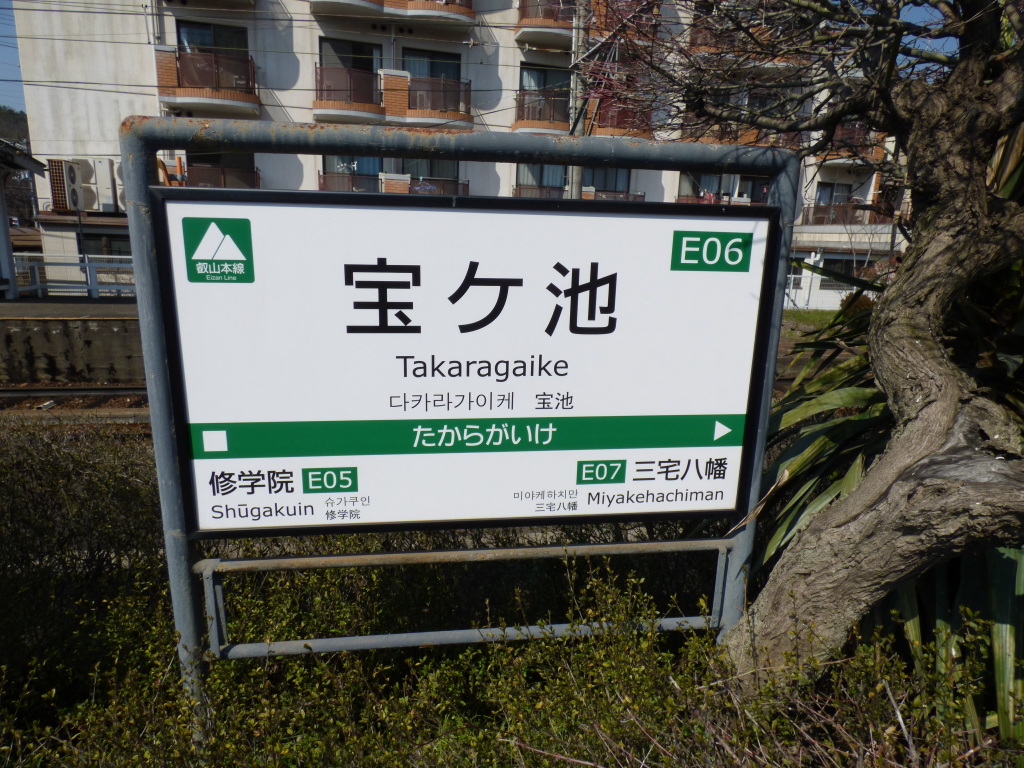 叡山本線
Eizan Line
E06
宝ケ池
Takaragaike
다카라가이케 宝池
たからがいけ
修学院 E05
Shūgakuin 슈가쿠인
修学院
E07 三宅八幡
미야케하치만 Miyakehachiman
三宅八幡